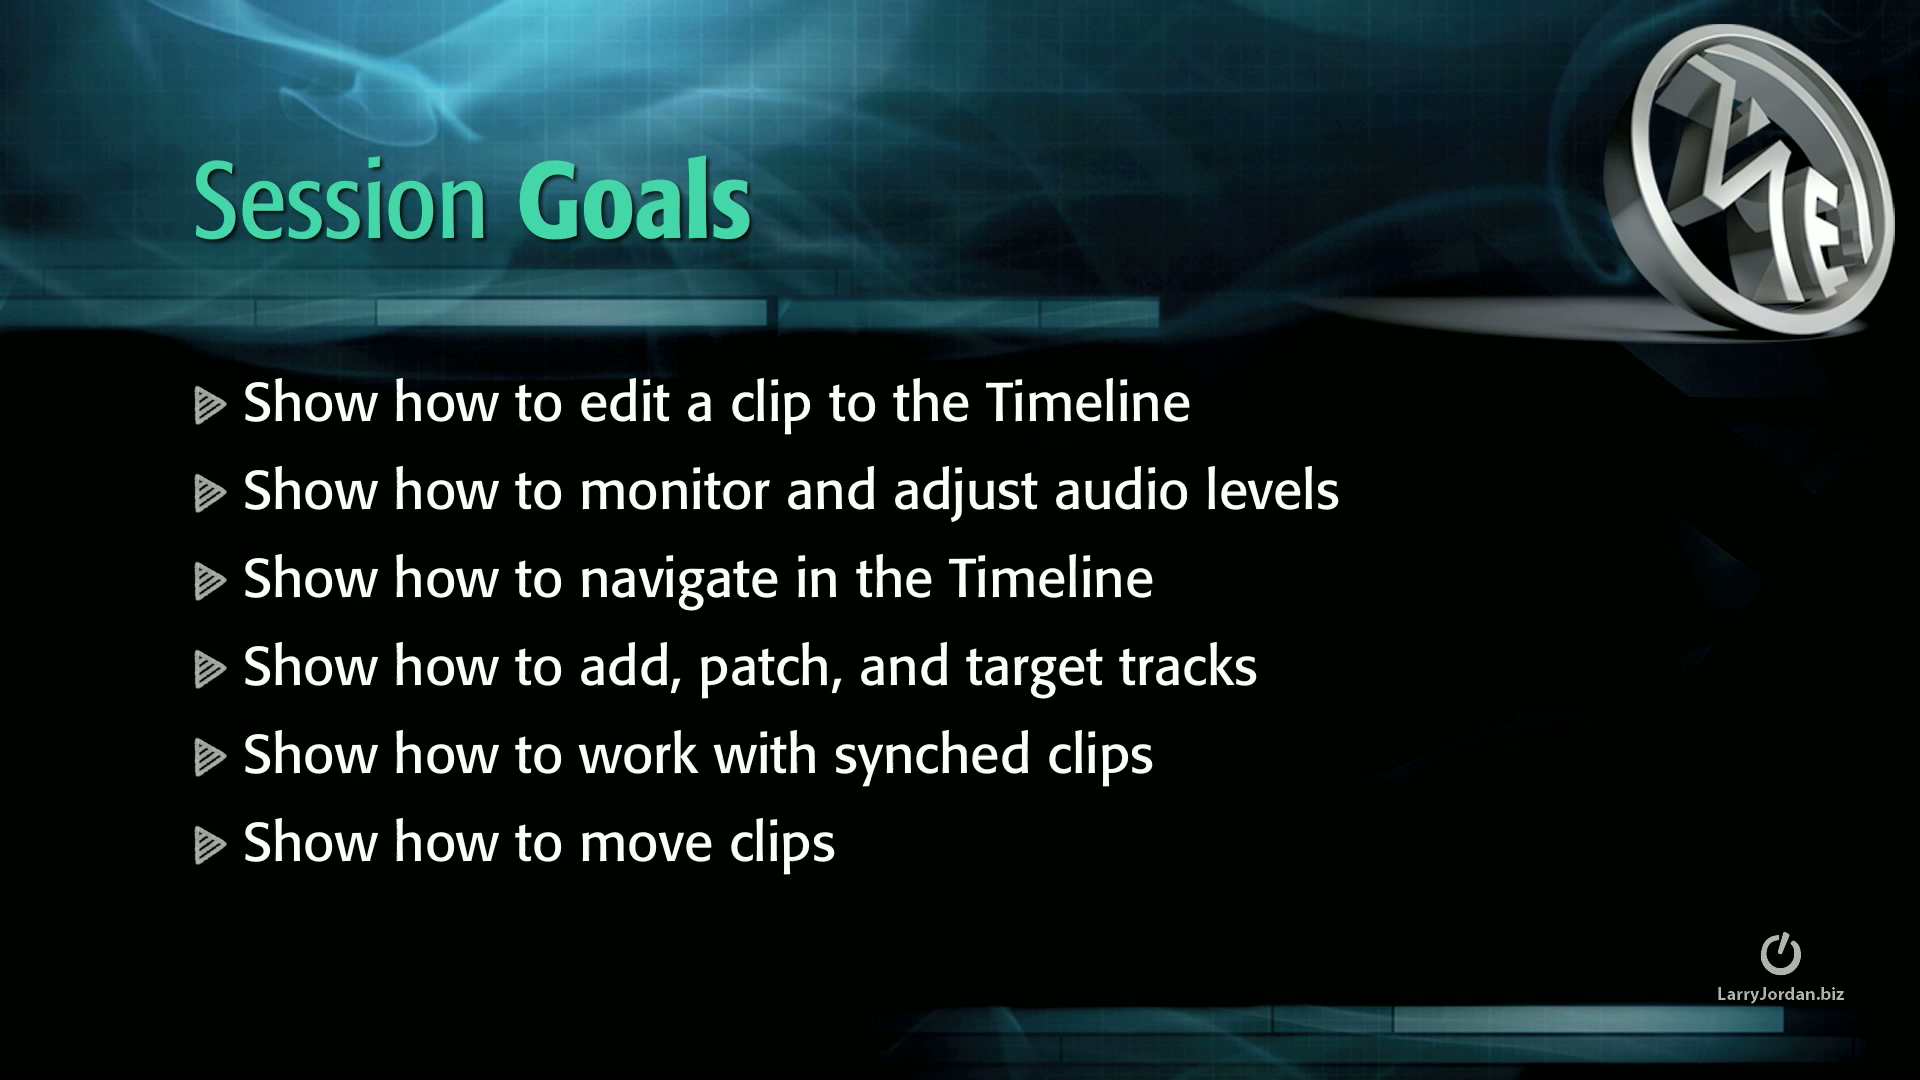 Session Goals
Show how to edit a clip to the Timeline
Show how to monitor and adjust audio levels
Show how to navigate in the Timeline
Show how to add, patch, and target tracks
Show how to work with synched clips
Show how to move clips
LarryJordan.biz